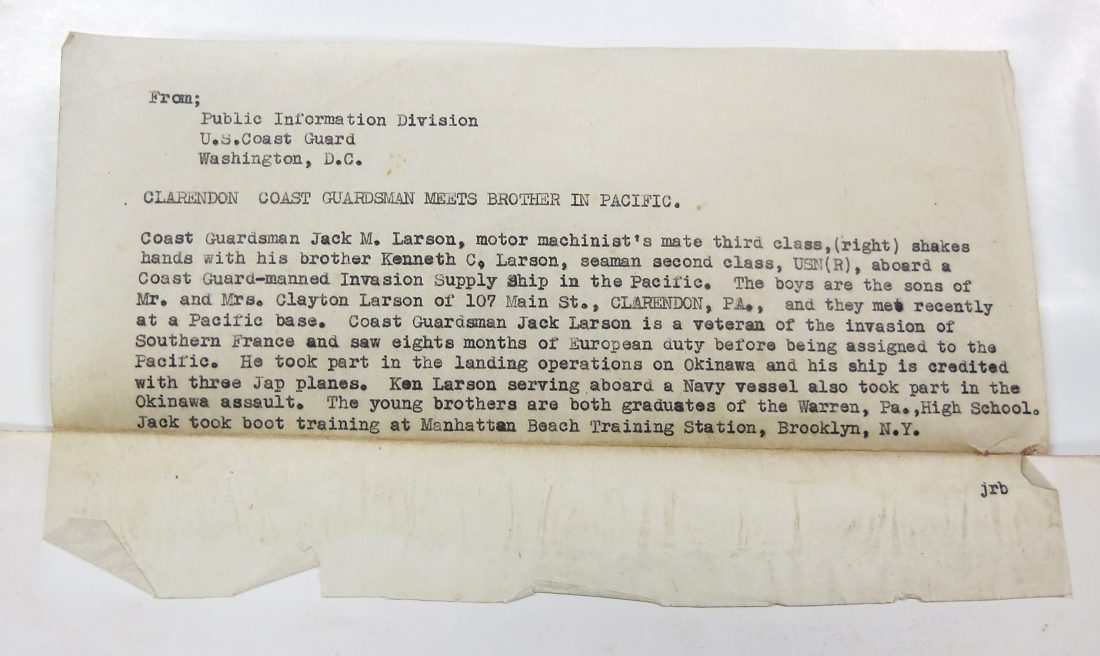 From;
Public Information Division
U.S.Coast Guard
Washington, D.C.
CLARENDON COAST GUARDSMAN MEETS BROTHER IN PACIFIC.
Coast Guardsman Jack M. Larson, motor machinist's mate third class,(right) shakes
hands with his brother Kenneth C, Larson, seaman second class, USN(R), aboard a
Coast Guard-manned Invasion Supply Ship in the Pacific. The boys are the sons of
Mr. and Mrs. Clayton Larson of 107 Main St., CLARENDON, PA., and they met recently
at a Pacific base. Coast Guardsman Jack Larson is a veteran of the invasion of
Southern France and saw eights months of European duty before being assigned to the
Pacific. He took part in the landing operations on Okinawa and his ship is credited
with three Jap planes. Ken Larson serving aboard a Navy vessel also took part in the
Okinawa assault. The young brothers are both graduates of the Warren, Pa.,High School.
Jack took boot training at Manhattan Beach Training Station, Brooklyn, N.Y.
jrb